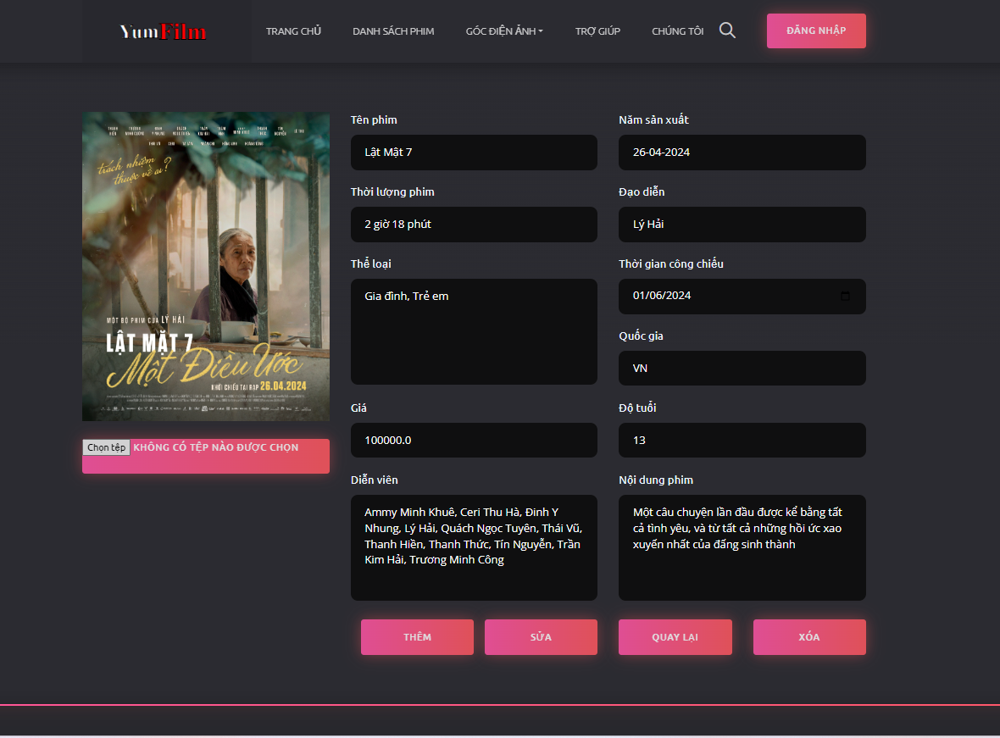 YumFilm
TRANG CHỦ
DANH SÁCH PHIM
GÓC ĐIỆN ẢNH
TRỢ GIÚP
CHÚNG TÔI
ĐĂNG NHẬP
trách nhiệm
thuộc về ai?
MỘT BỘ PHIM CỦA LÝ HẢI
LẬT MẶT 7
Một Điều Ước
KHỞI CHIẾU TẠI RẠP 26.04.2024
Chọn tệp KHÔNG CÓ TỆP NÀO ĐƯỢC CHỌN
Tên phim
Lật Mặt 7
Năm sản xuất
26-04-2024
Thời lượng phim
2 giờ 18 phút
Đạo diễn
Lý Hải
Thể loại
Gia đình, Trẻ em
Thời gian công chiếu
01/06/2024
Quốc gia
VN
Giá
100000.0
Độ tuổi
13
Diễn viên
Ammy Minh Khuê, Ceri Thu Hà, Đinh Y
Nhung, Lý Hải, Quách Ngọc Tuyên, Thái Vũ,
Thanh Hiền, Thanh Thức, Tín Nguyễn, Trần
Kim Hải, Trương Minh Công
Nội dung phim
Một câu chuyện lần đầu được kể bằng tất
cả tình yêu, và từ tất cả những hồi ức xao
xuyến nhất của đấng sinh thành
THÊM
SỬA
QUAY LẠI
XÓA